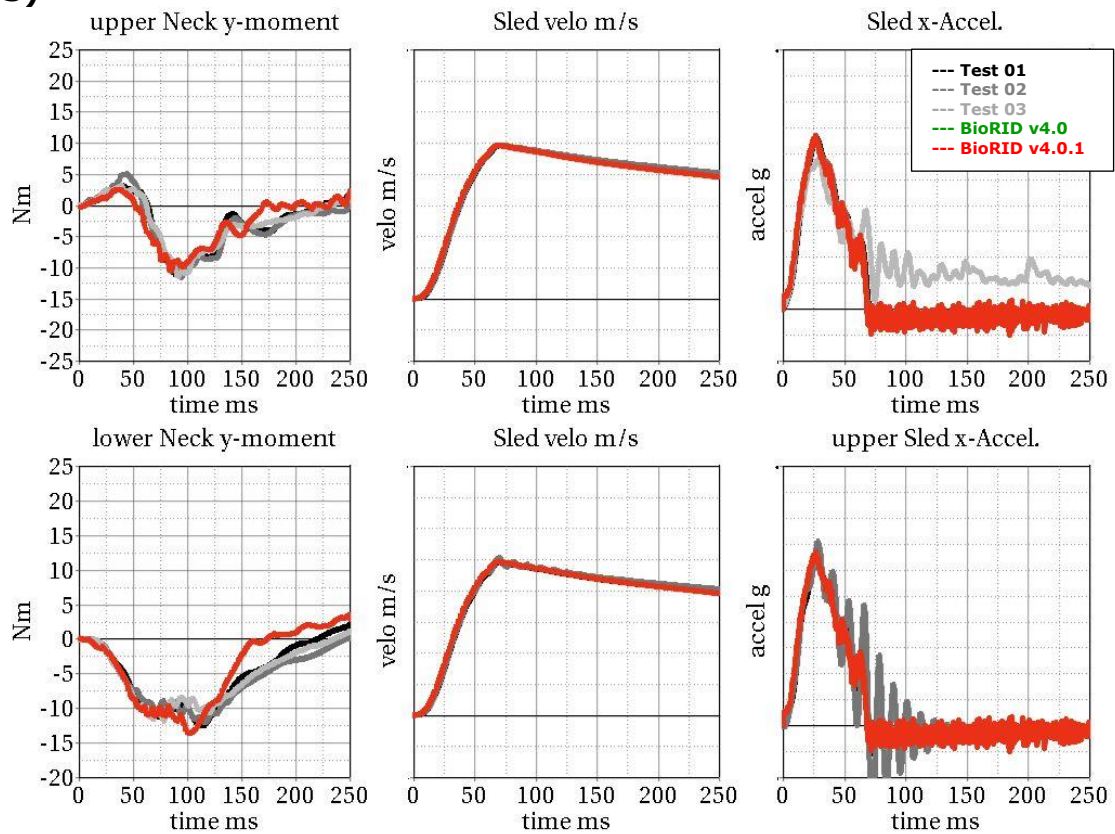 upper Neck y-moment
Sled velo m/s
Sled x-Accel.
--- Test 01
--- Test 02
--- Test 03
--- BioRID v4.0
--- BioRID v4.0.1
Nm
25
20
15
10
5
0
-5
-10
-15
-20
-25
velo m/s
accel g
0 50 100 150 200 250
0 50 100 150 200 250
0 50 100 150 200 250
time ms
time ms
time ms
lower Neck y-moment
Sled velo m/s
upper Sled x-Accel.
Nm
25
20
15
10
5
0
-5
-10
-15
-20
velo m/s
accel g
0 50 100 150 200 250
0 50 100 150 200 250
0 50 100 150 200 250
time ms
time ms
time ms